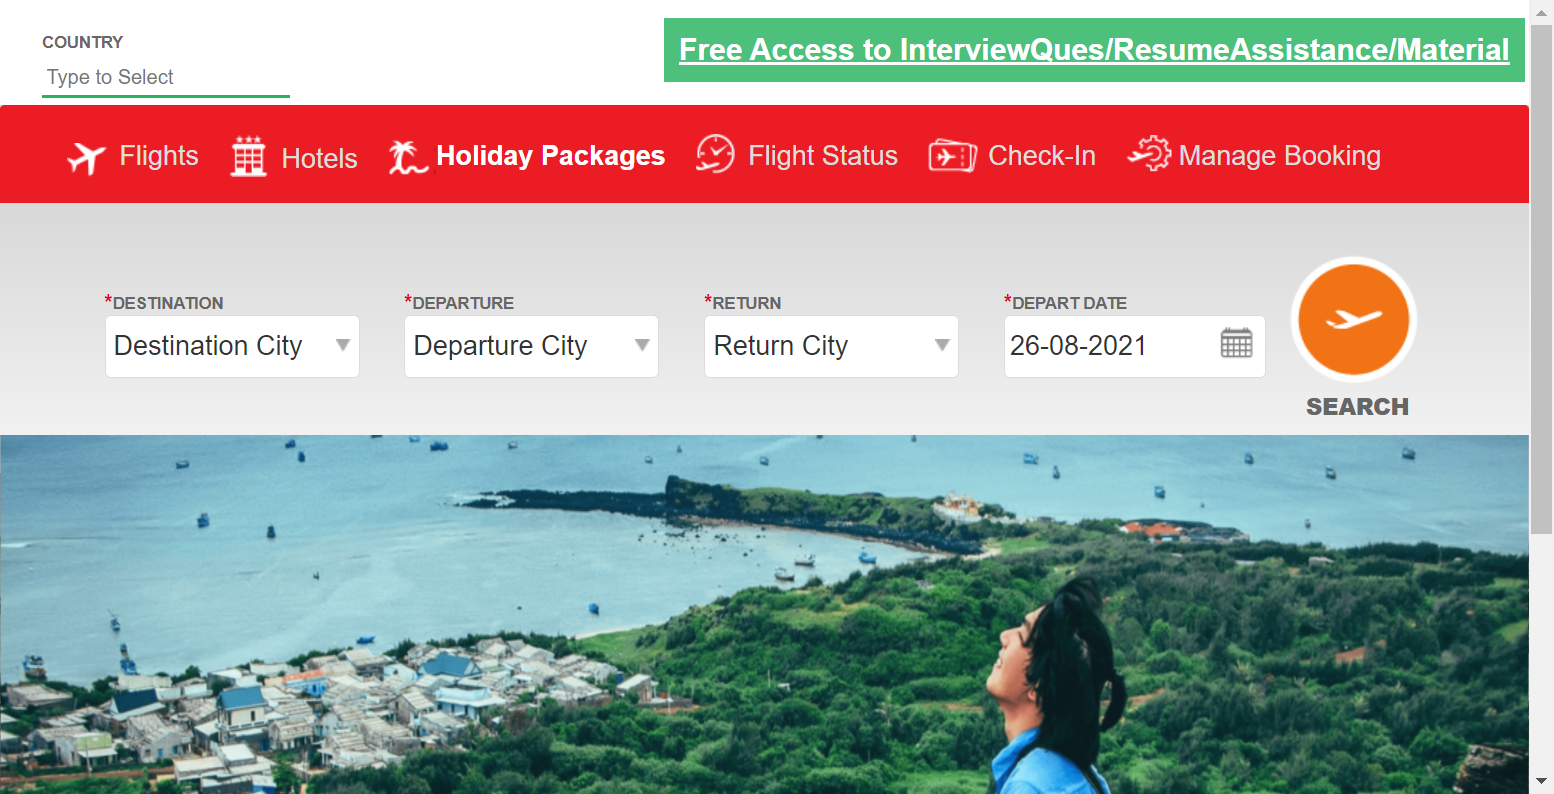 COUNTRY
Type to Select
Free Access to InterviewQues/ResumeAssistance/Material
Flights Hotels Holiday Packages Flight Status Check-In Manage Booking
*DESTINATION *DEPARTURE *RETURN *DEPART DATE
Destination City Departure City Return City 26-08-2021
SEARCH